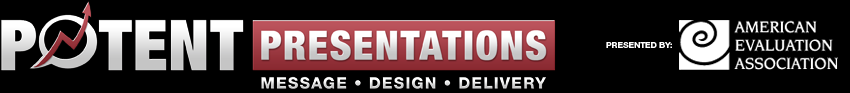 POTENT PRESENTATIONS
MESSAGE • DESIGN • DELIVERY
PRESENTED BY:
AMERICAN
EVALUATION
ASSOCIATION